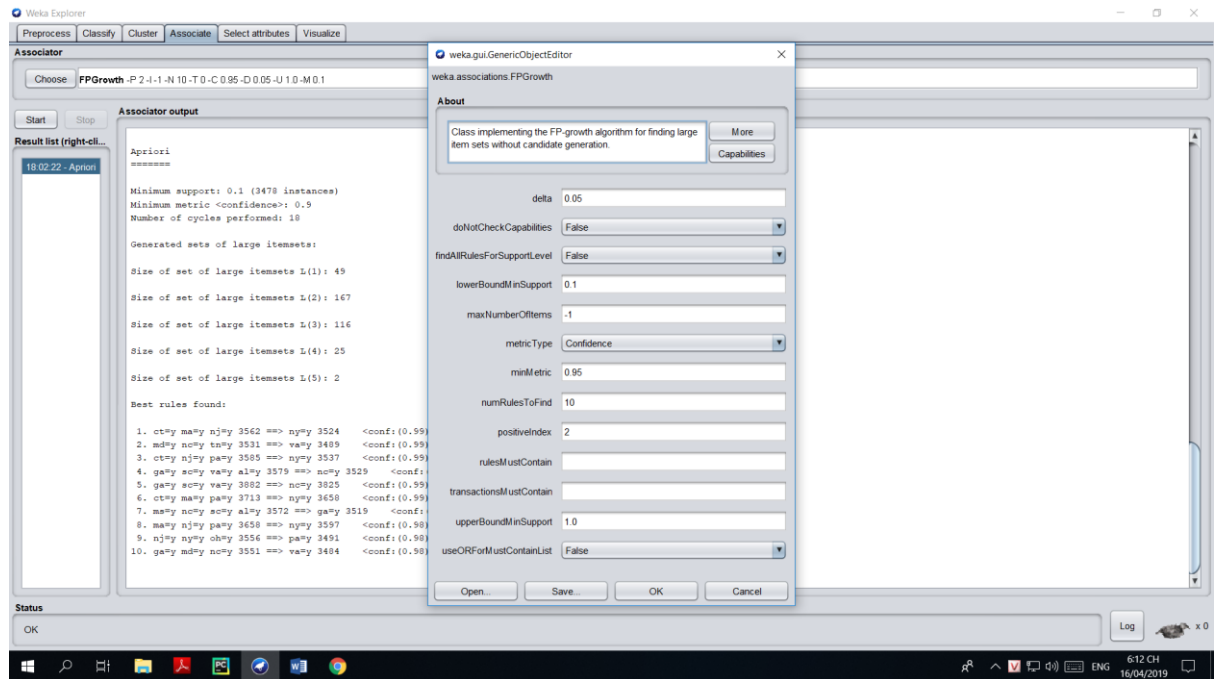 Weka Explorer
Preprocess Classify Cluster Associate Select attributes Visualize
Associator
Choose FPGrowth -P 2 -I -1 -N 10 -T 0 -C 0.95 -D 0.05 -U 1.0 -M 0.1
Start Stop
Result list (right-cli...
18:02:22 - Apriori
Associator output
Apriori
=======
Minimum support: 0.1 (3478 instances)
Minimum metric <confidence>: 0.9
Number of cycles performed: 18
Generated sets of large itemsets:
Size of set of large itemsets L(1): 49
Size of set of large itemsets L(2): 167
Size of set of large itemsets L(3): 116
Size of set of large itemsets L(4): 25
Size of set of large itemsets L(5): 2
Best rules found:
1. ct=y ma=y nj=y 3562 ==> ny=y 3524 <conf:(0.99)
2. md=y nc=y tn=y 3531 ==> va=y 3489 <conf:(0.99)
3. ct=y nj=y pa=y 3585 ==> ny=y 3537 <conf:(0.99)
4. ga=y sc=y va=y al=y 3579 ==> nc=y 3529 <conf:
5. ga=y sc=y va=y 3882 ==> nc=y 3825 <conf:(0.99)
6. ct=y ma=y pa=y 3713 ==> ny=y 3658 <conf:(0.99)
7. ms=y nc=y sc=y al=y 3572 ==> ga=y 3519 <conf:
8. ma=y nj=y pa=y 3658 ==> ny=y 3597 <conf:(0.98)
9. nj=y ny=y oh=y 3556 ==> pa=y 3491 <conf:(0.98)
10. ga=y md=y nc=y 3551 ==> va=y 3484 <conf:(0.98)
weka.gui.GenericObjectEditor
weka.associations.FPGrowth
About
Class implementing the FP-growth algorithm for finding large
item sets without candidate generation.
More
Capabilities
delta 0.05
doNotCheckCapabilities False
findAllRulesForSupportLevel False
lowerBoundMinSupport 0.1
maxNumberOfItems -1
metricType Confidence
minMetric 0.95
numRulesToFind 10
positiveIndex 2
rulesMustContain
transactionsMustContain
upperBoundMinSupport 1.0
useORForMustContainList False
Open... Save... OK Cancel
Status
OK
Log x 0
ENG
6:12 CH
16/04/2019